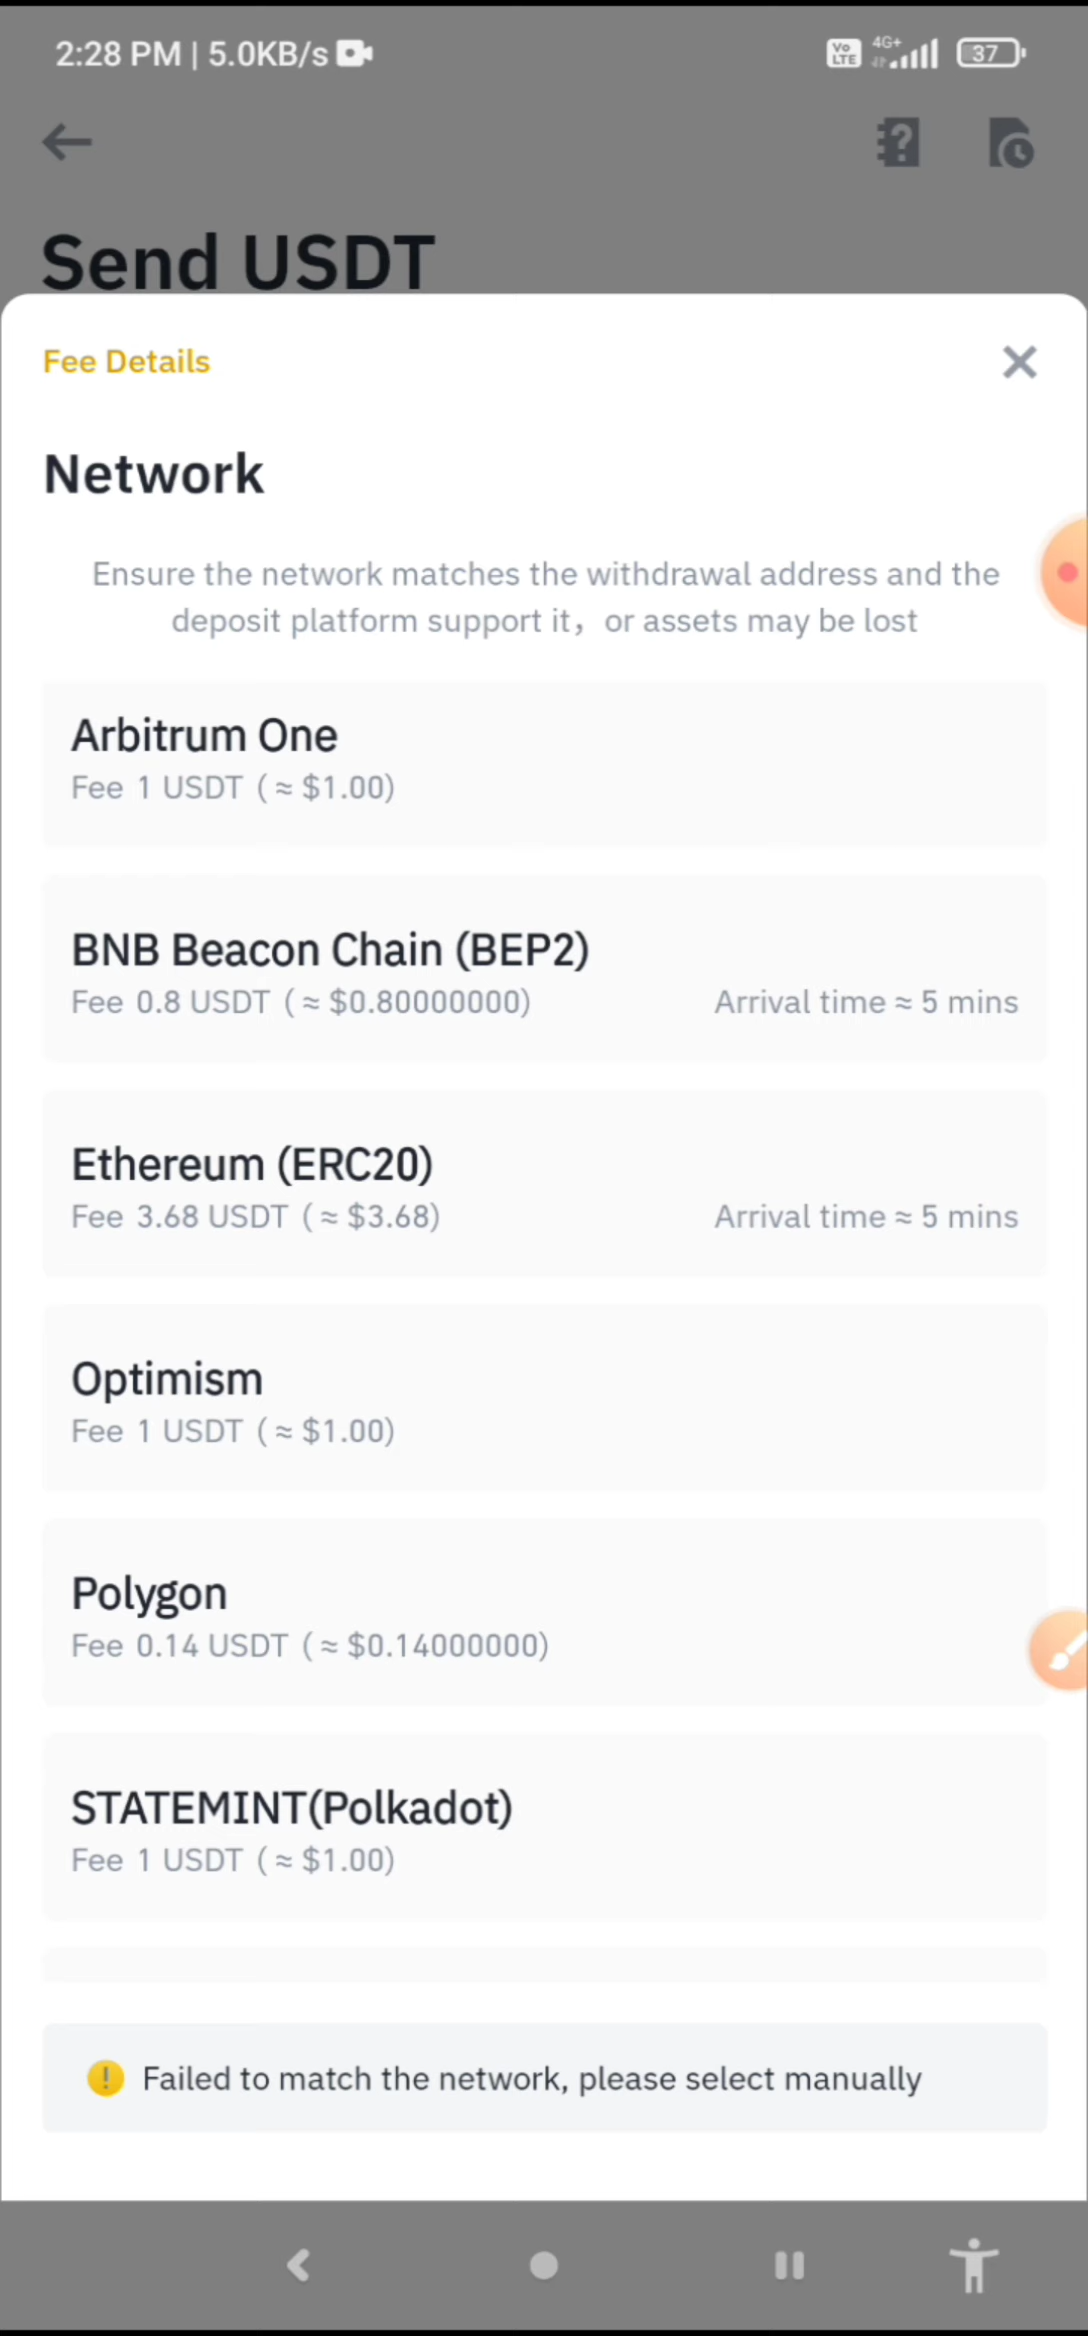 2:28 PM | 5.0KB/s
Vo LTE 4G+ 37
Send USDT
Fee Details
Network
Ensure the network matches the withdrawal address and the
deposit platform support it，or assets may be lost
Arbitrum One
Fee 1 USDT (≈ $1.00)
BNB Beacon Chain (BEP2)
Fee 0.8 USDT (≈ $0.80000000) Arrival time ≈ 5 mins
Ethereum (ERC20)
Fee 3.68 USDT (≈ $3.68) Arrival time ≈ 5 mins
Optimism
Fee 1 USDT (≈ $1.00)
Polygon
Fee 0.14 USDT (≈ $0.14000000)
STATEMINT(Polkadot)
Fee 1 USDT (≈ $1.00)
Failed to match the network, please select manually